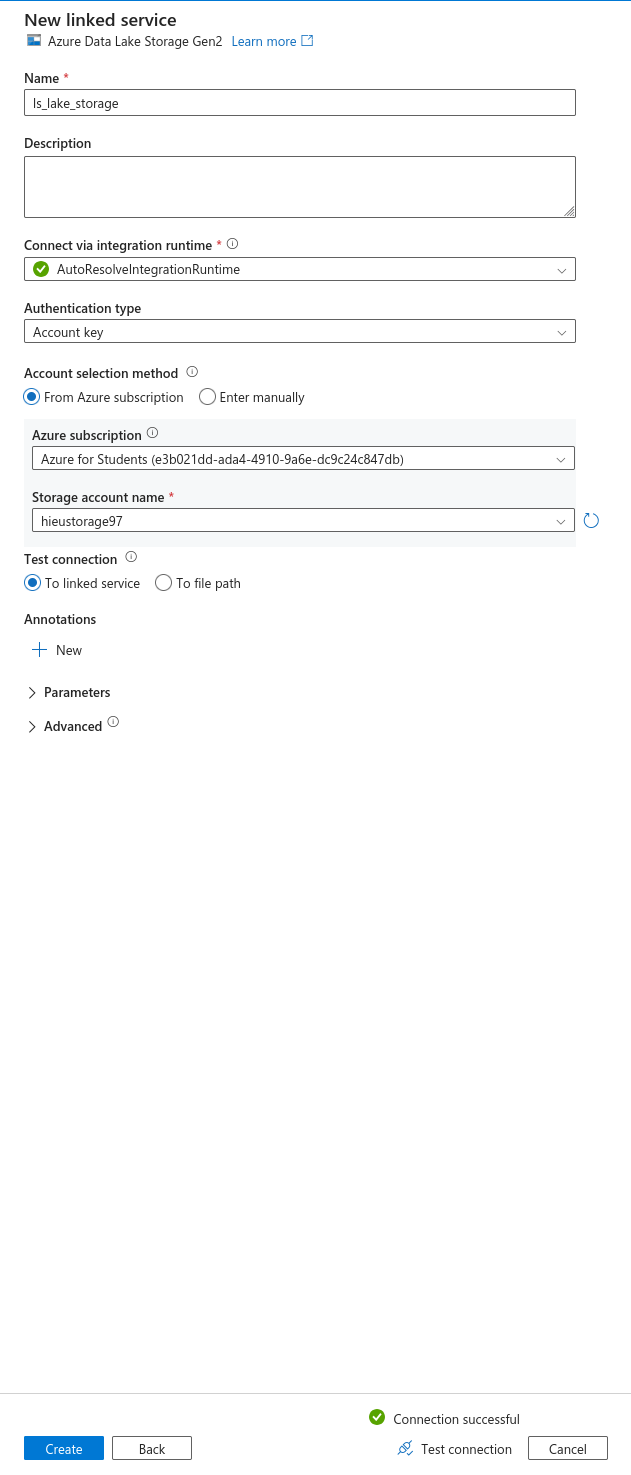 New linked service
Azure Data Lake Storage Gen2 Learn more
Name *
ls_lake_storage
Description
Connect via integration runtime *
AutoResolveIntegrationRuntime
Authentication type
Account key
Account selection method
From Azure subscription Enter manually
Azure subscription
Azure for Students (e3b021dd-ada4-4910-9a6e-dc9c24c847db)
Storage account name *
hieustorage97
Test connection
To linked service To file path
Annotations
New
Parameters
Advanced
Connection successful
Create Back Test connection Cancel